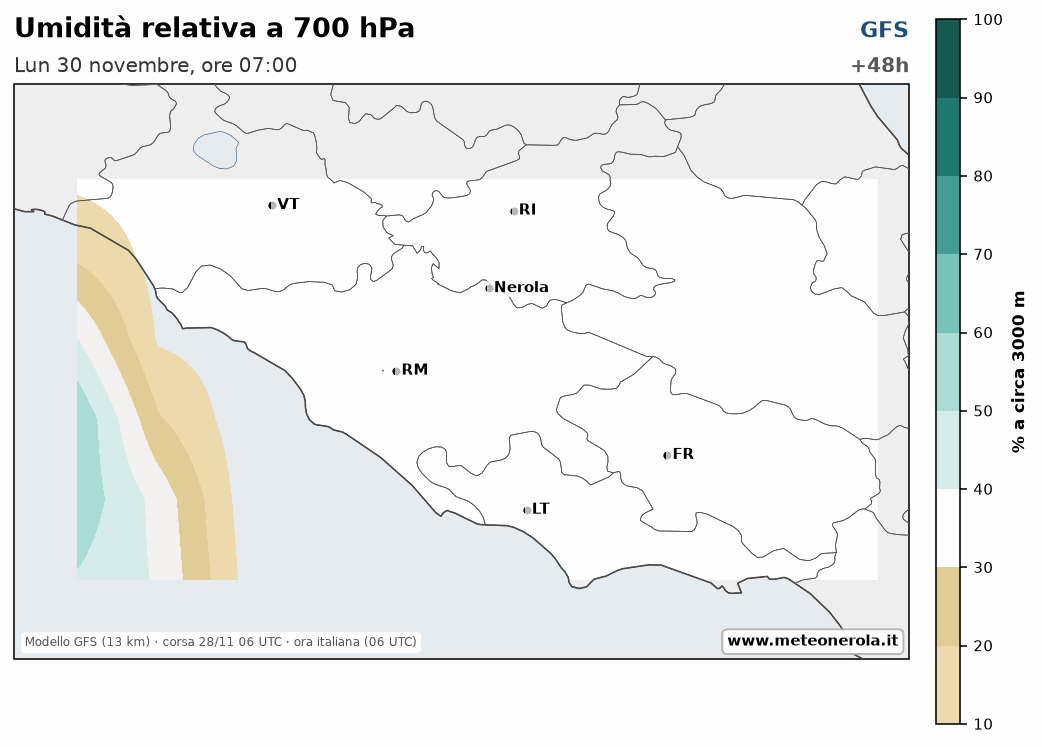 Umidità relativa a 700 hPa
GFS
Lun 30 novembre, ore 07:00
+48h
VT
RI
Nerola
RM
FR
LT
100
90
80
70
60
50
40
30
20
10
% a circa 3000 m
Modello GFS (13 km) · corsa 28/11 06 UTC · ora italiana (06 UTC)
www.meteonerola.it